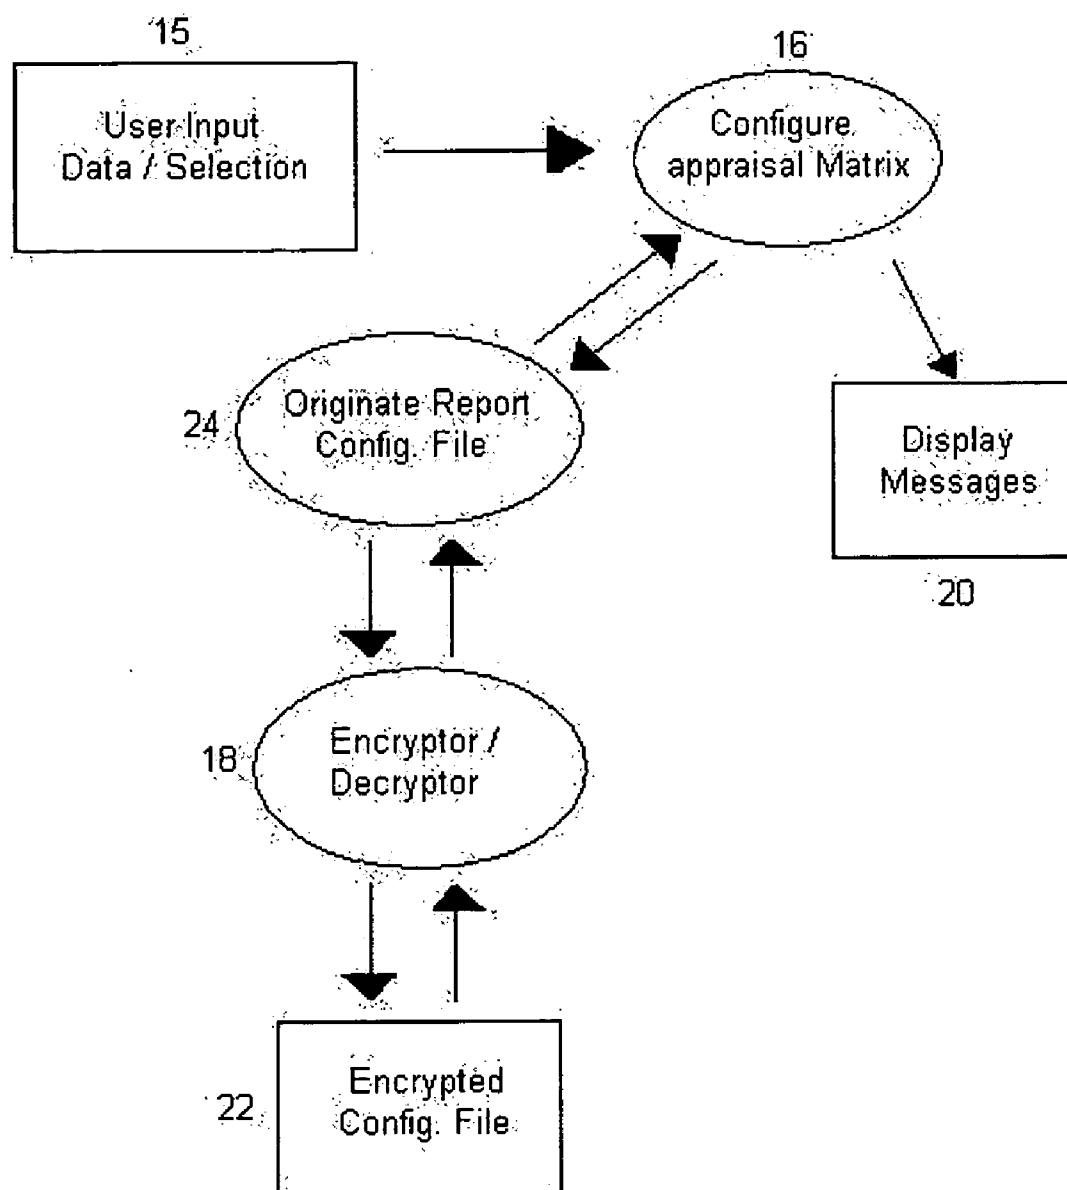 15
User Input
Data / Selection
16
Configure
appraisal Matrix
24
Originate Report
Config. File
Display
Messages
20
18
Encryptor /
Decryptor
22
Encrypted
Config. File